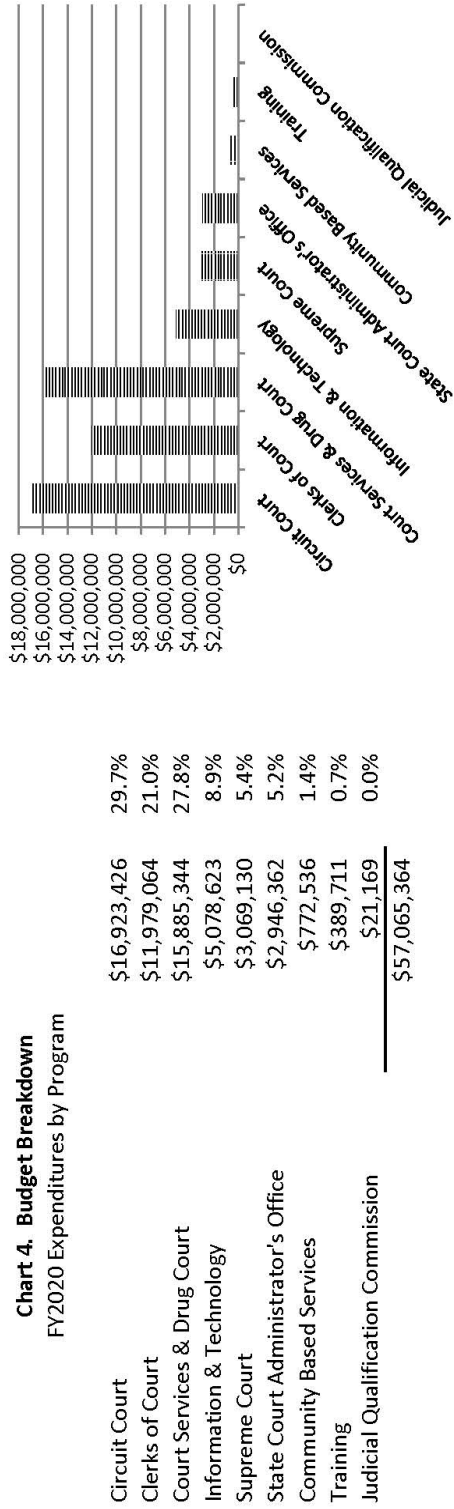 Chart 4. Budget Breakdown
FY2020 Expenditures by Program
Circuit Court $16,923,426 29.7%
Clerks of Court $11,979,064 21.0%
Court Services & Drug Court $15,885,344 27.8%
Information & Technology $5,078,623 8.9%
Supreme Court $3,069,130 5.4%
State Court Administrator's Office $2,946,362 5.2%
Community Based Services $772,536 1.4%
Training $389,711 0.7%
Judicial Qualification Commission $21,169 0.0%
$57,065,364
$18,000,000
$16,000,000
$14,000,000
$12,000,000
$10,000,000
$8,000,000
$6,000,000
$4,000,000
$2,000,000
$0
Circuit Court
Clerks of Court
Court Services & Drug Court
Information & Technology
Supreme Court
State Court Administrator's Office
Community Based Services
Training
Judicial Qualification Commission